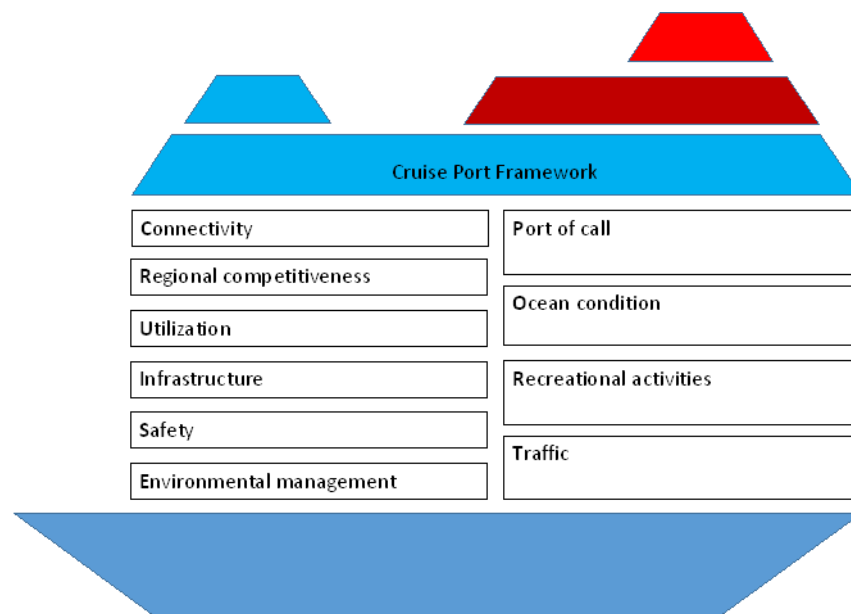 Cruise Port Framework
Connectivity
Regional competitiveness
Utilization
Infrastructure
Safety
Environmental management
Port of call
Ocean condition
Recreational activities
Traffic